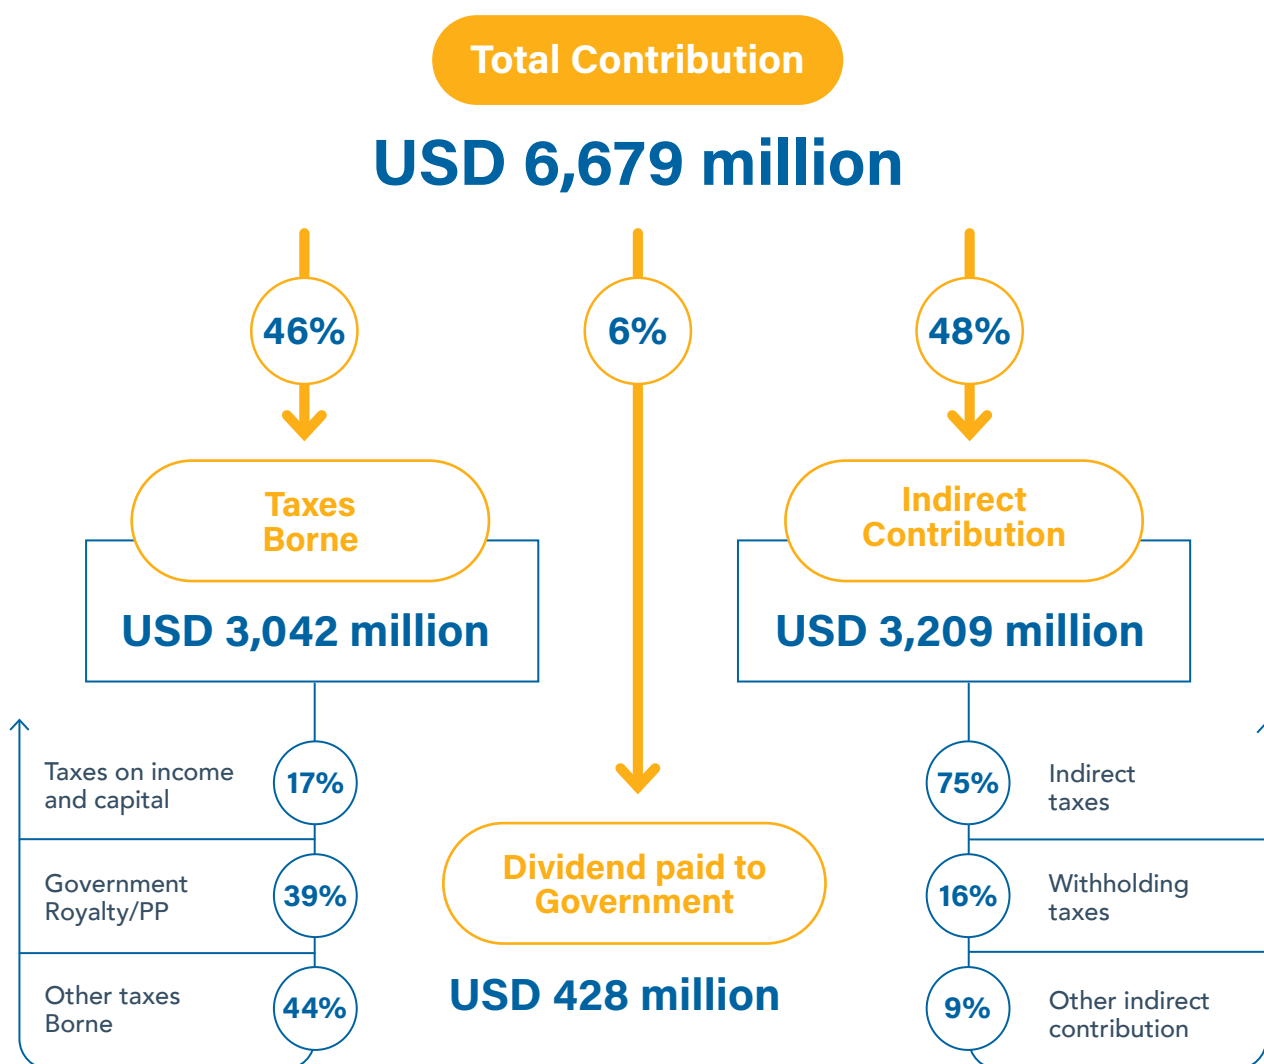 Total Contribution
USD 6,679 million
46%
6%
48%
Taxes
Borne
USD 3,042 million
Indirect
Contribution
USD 3,209 million
Taxes on income
and capital
17%
Government
Royalty/PP
39%
Other taxes
Borne
44%
Dividend paid to
Government
USD 428 million
75%
Indirect
taxes
16%
Withholding
taxes
9%
Other indirect
contribution